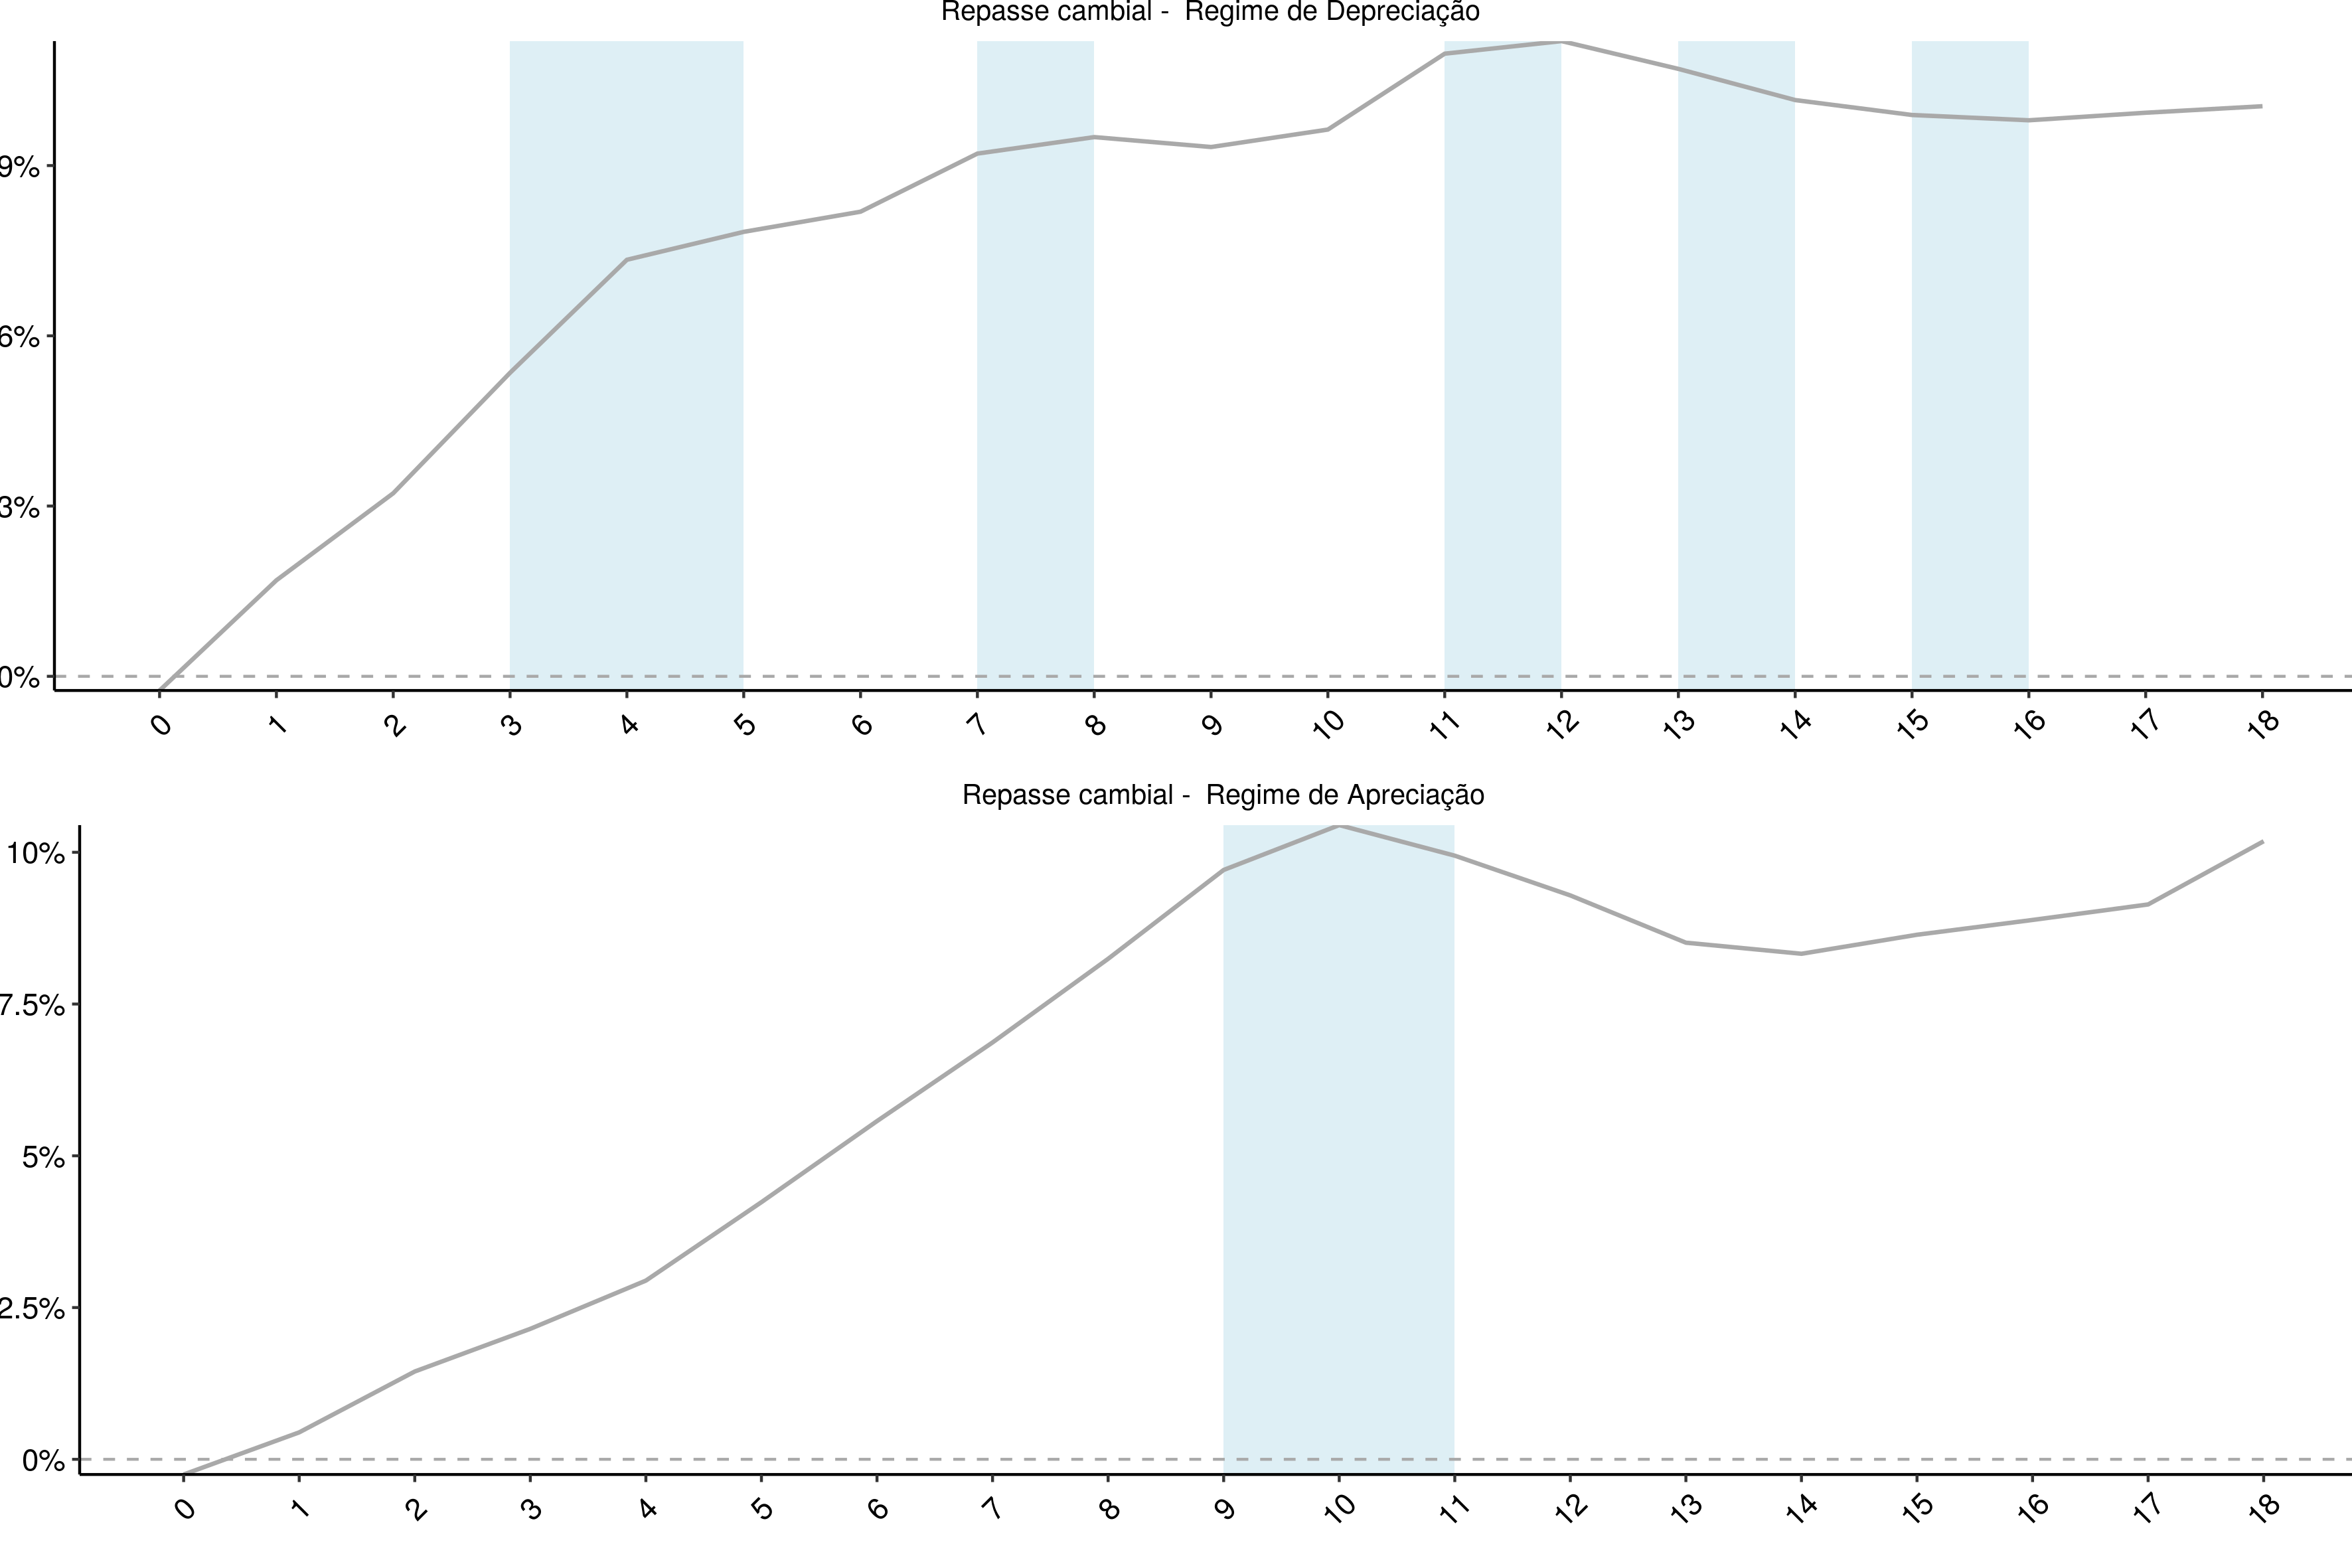 Repasse cambial -  Regime de Depreciação
9%
6%
3%
0%
0 1 2 3 4 5 6 7 8 9 10 11 12 13 14 15 16 17 18
Repasse cambial -  Regime de Apreciação
10%
7.5%
5%
2.5%
0%
0 1 2 3 4 5 6 7 8 9 10 11 12 13 14 15 16 17 18